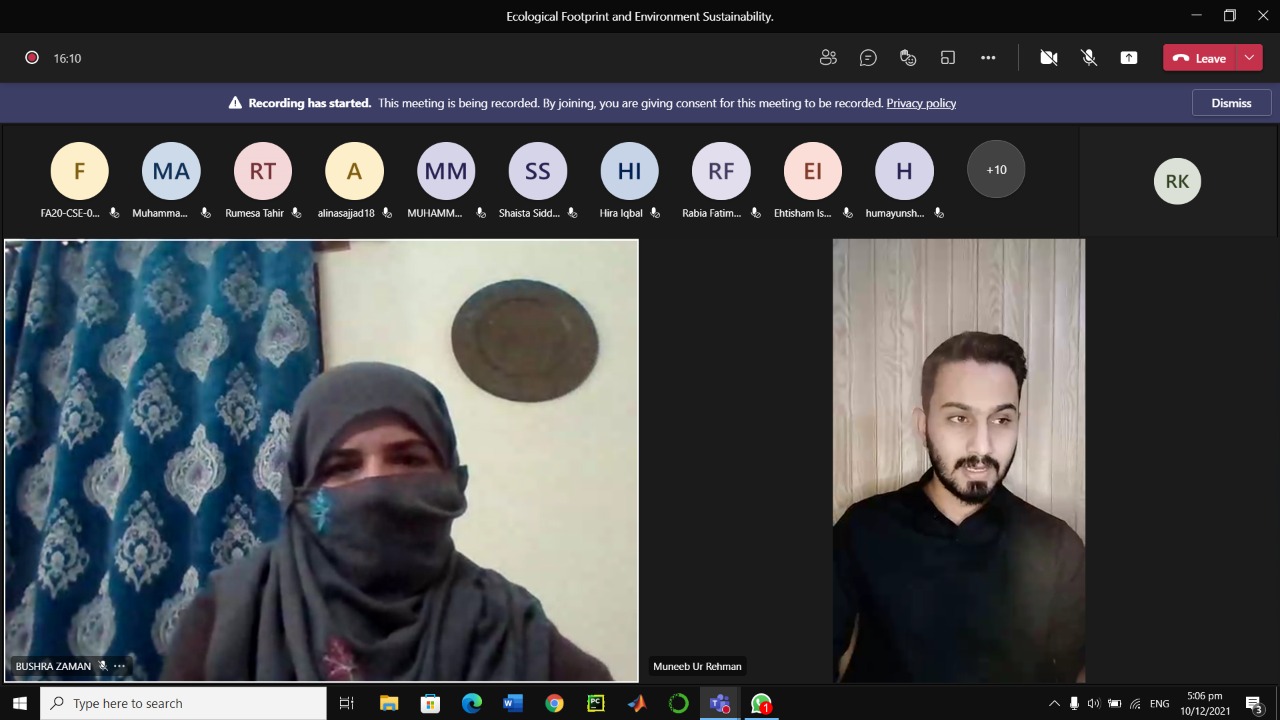 Ecological Footprint and Environment Sustainability.
16:10
Leave
Recording has started. This meeting is being recorded. By joining, you are giving consent for this meeting to be recorded. Privacy policy
Dismiss
F
MA
RT
A
MM
SS
HI
RF
EI
H
+10
RK
FA20-CSE-0...
Muhamma...
Rumesa Tahir
alinasajjad18
MUHAMM...
Shaista Sidd...
Hira Iqbal
Rabia Fatim...
Ehtisham Is...
humayunsh...
BUSHRA ZAMAN
Muneeb Ur Rehman
Type here to search
W
PC
1
ENG
5:06 pm
10/12/2021
3